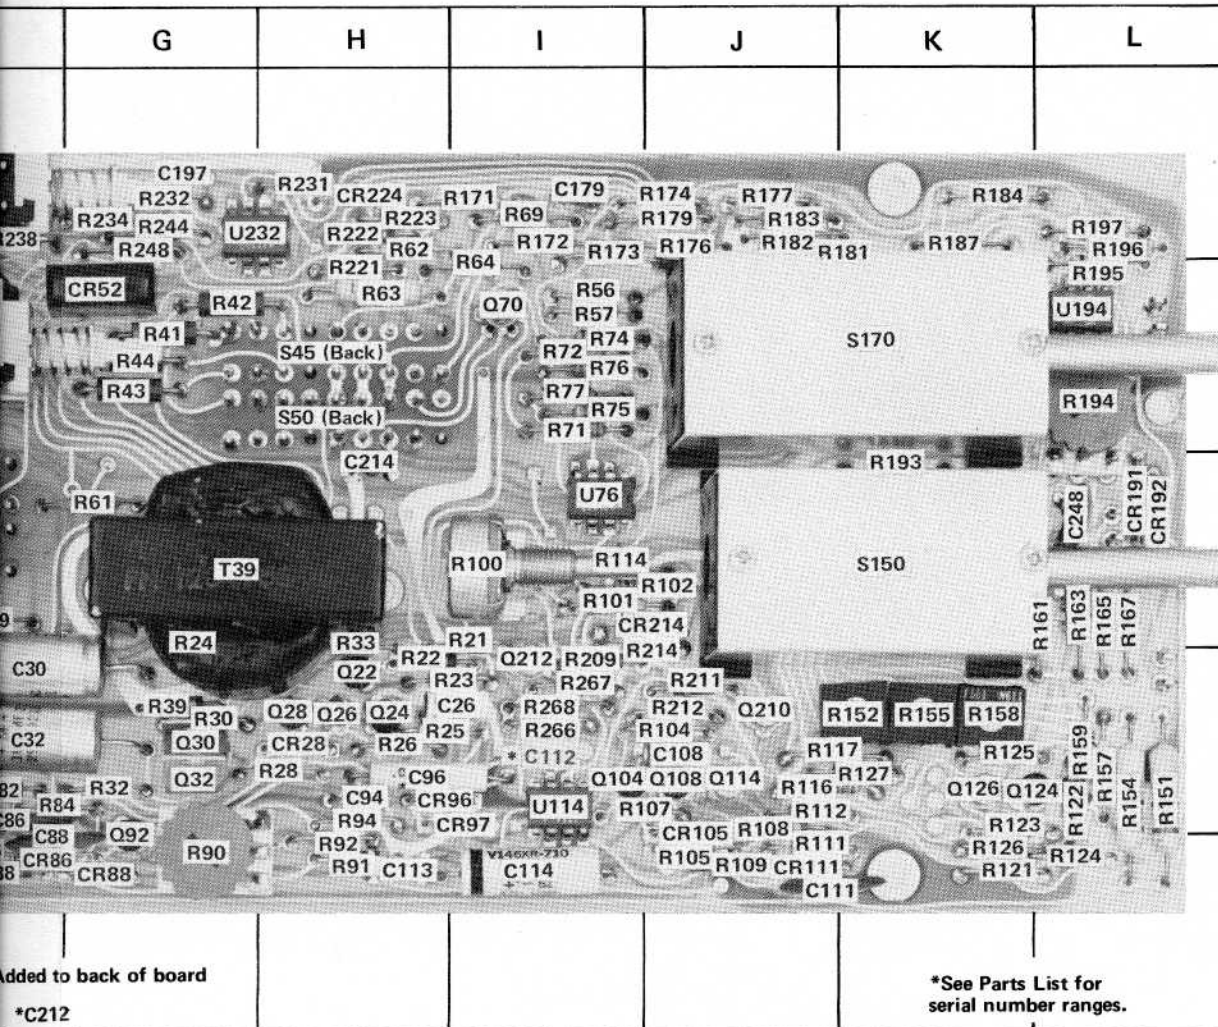 G H I J K L
C197
R231 CR224 R171 C179 R174 R177 R184
R232
R234 R244 U232 R222 R223 R69 R179 R183 R197
R238 R248 R62 R172 R173 R176 R182 R181 R187 R196
R221 R64 R195
CR52 R42 R63 Q70 R56 U194
R57
R41 R74 S170
R44 S45 (Back) R72
R76
R43 R77 R194
S50 (Back) R75
R71
C214 R193
R61 U76 C248 CR191 CR192
T39 R100 R114 S150
R102
R101 R161 R163 R165 R167
CR214
R24 R33 R21
C30 R22 Q212 R209 R214
Q22
R23 R267 R211
R39 R30 Q28 Q26 Q24 C26 R268 R212 Q210 R152 R155 R158
C32 Q30 CR28 R26 R25 R266 R104 R159
* C112 C108 R117 R125
Q32 R28 C96 Q104 Q108 Q114 R127 R157
R32 R116 Q126 Q124 R122 R154 R151
R84 C94 CR96 U114 R107 R112
C86 C88 Q92 R94 CR97 CR105 R108 R123
R90 R92 R111 R126
CR86 R91 V146XR-710 R105 R109 CR111 R124
CR88 C113 C114 R121
C111
Added to back of board
*C212
*See Parts List for
serial number ranges.